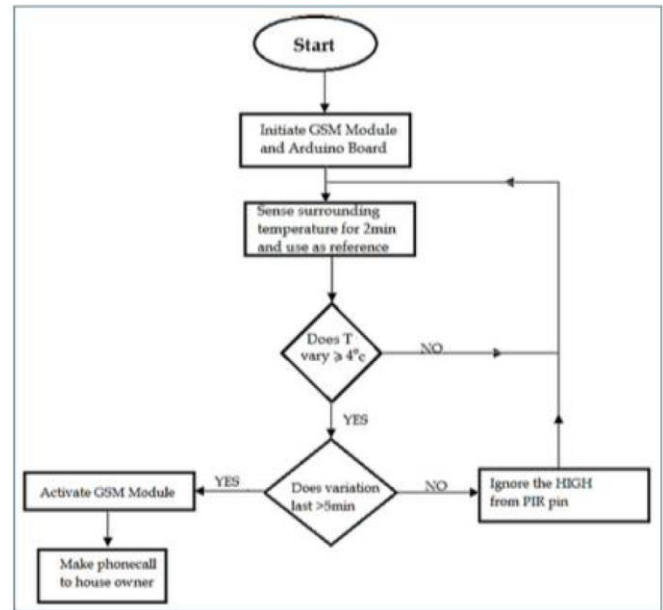 Start
Initiate GSM Module
and Arduino Board
Sense surrounding
temperature for 2min
and use as reference
Does T
vary ⩾ 4°c
NO
YES
Does variation
last >5min
YES
NO
Activate GSM Module
Ignore the HIGH
from PIR pin
Make phonecall
to house owner